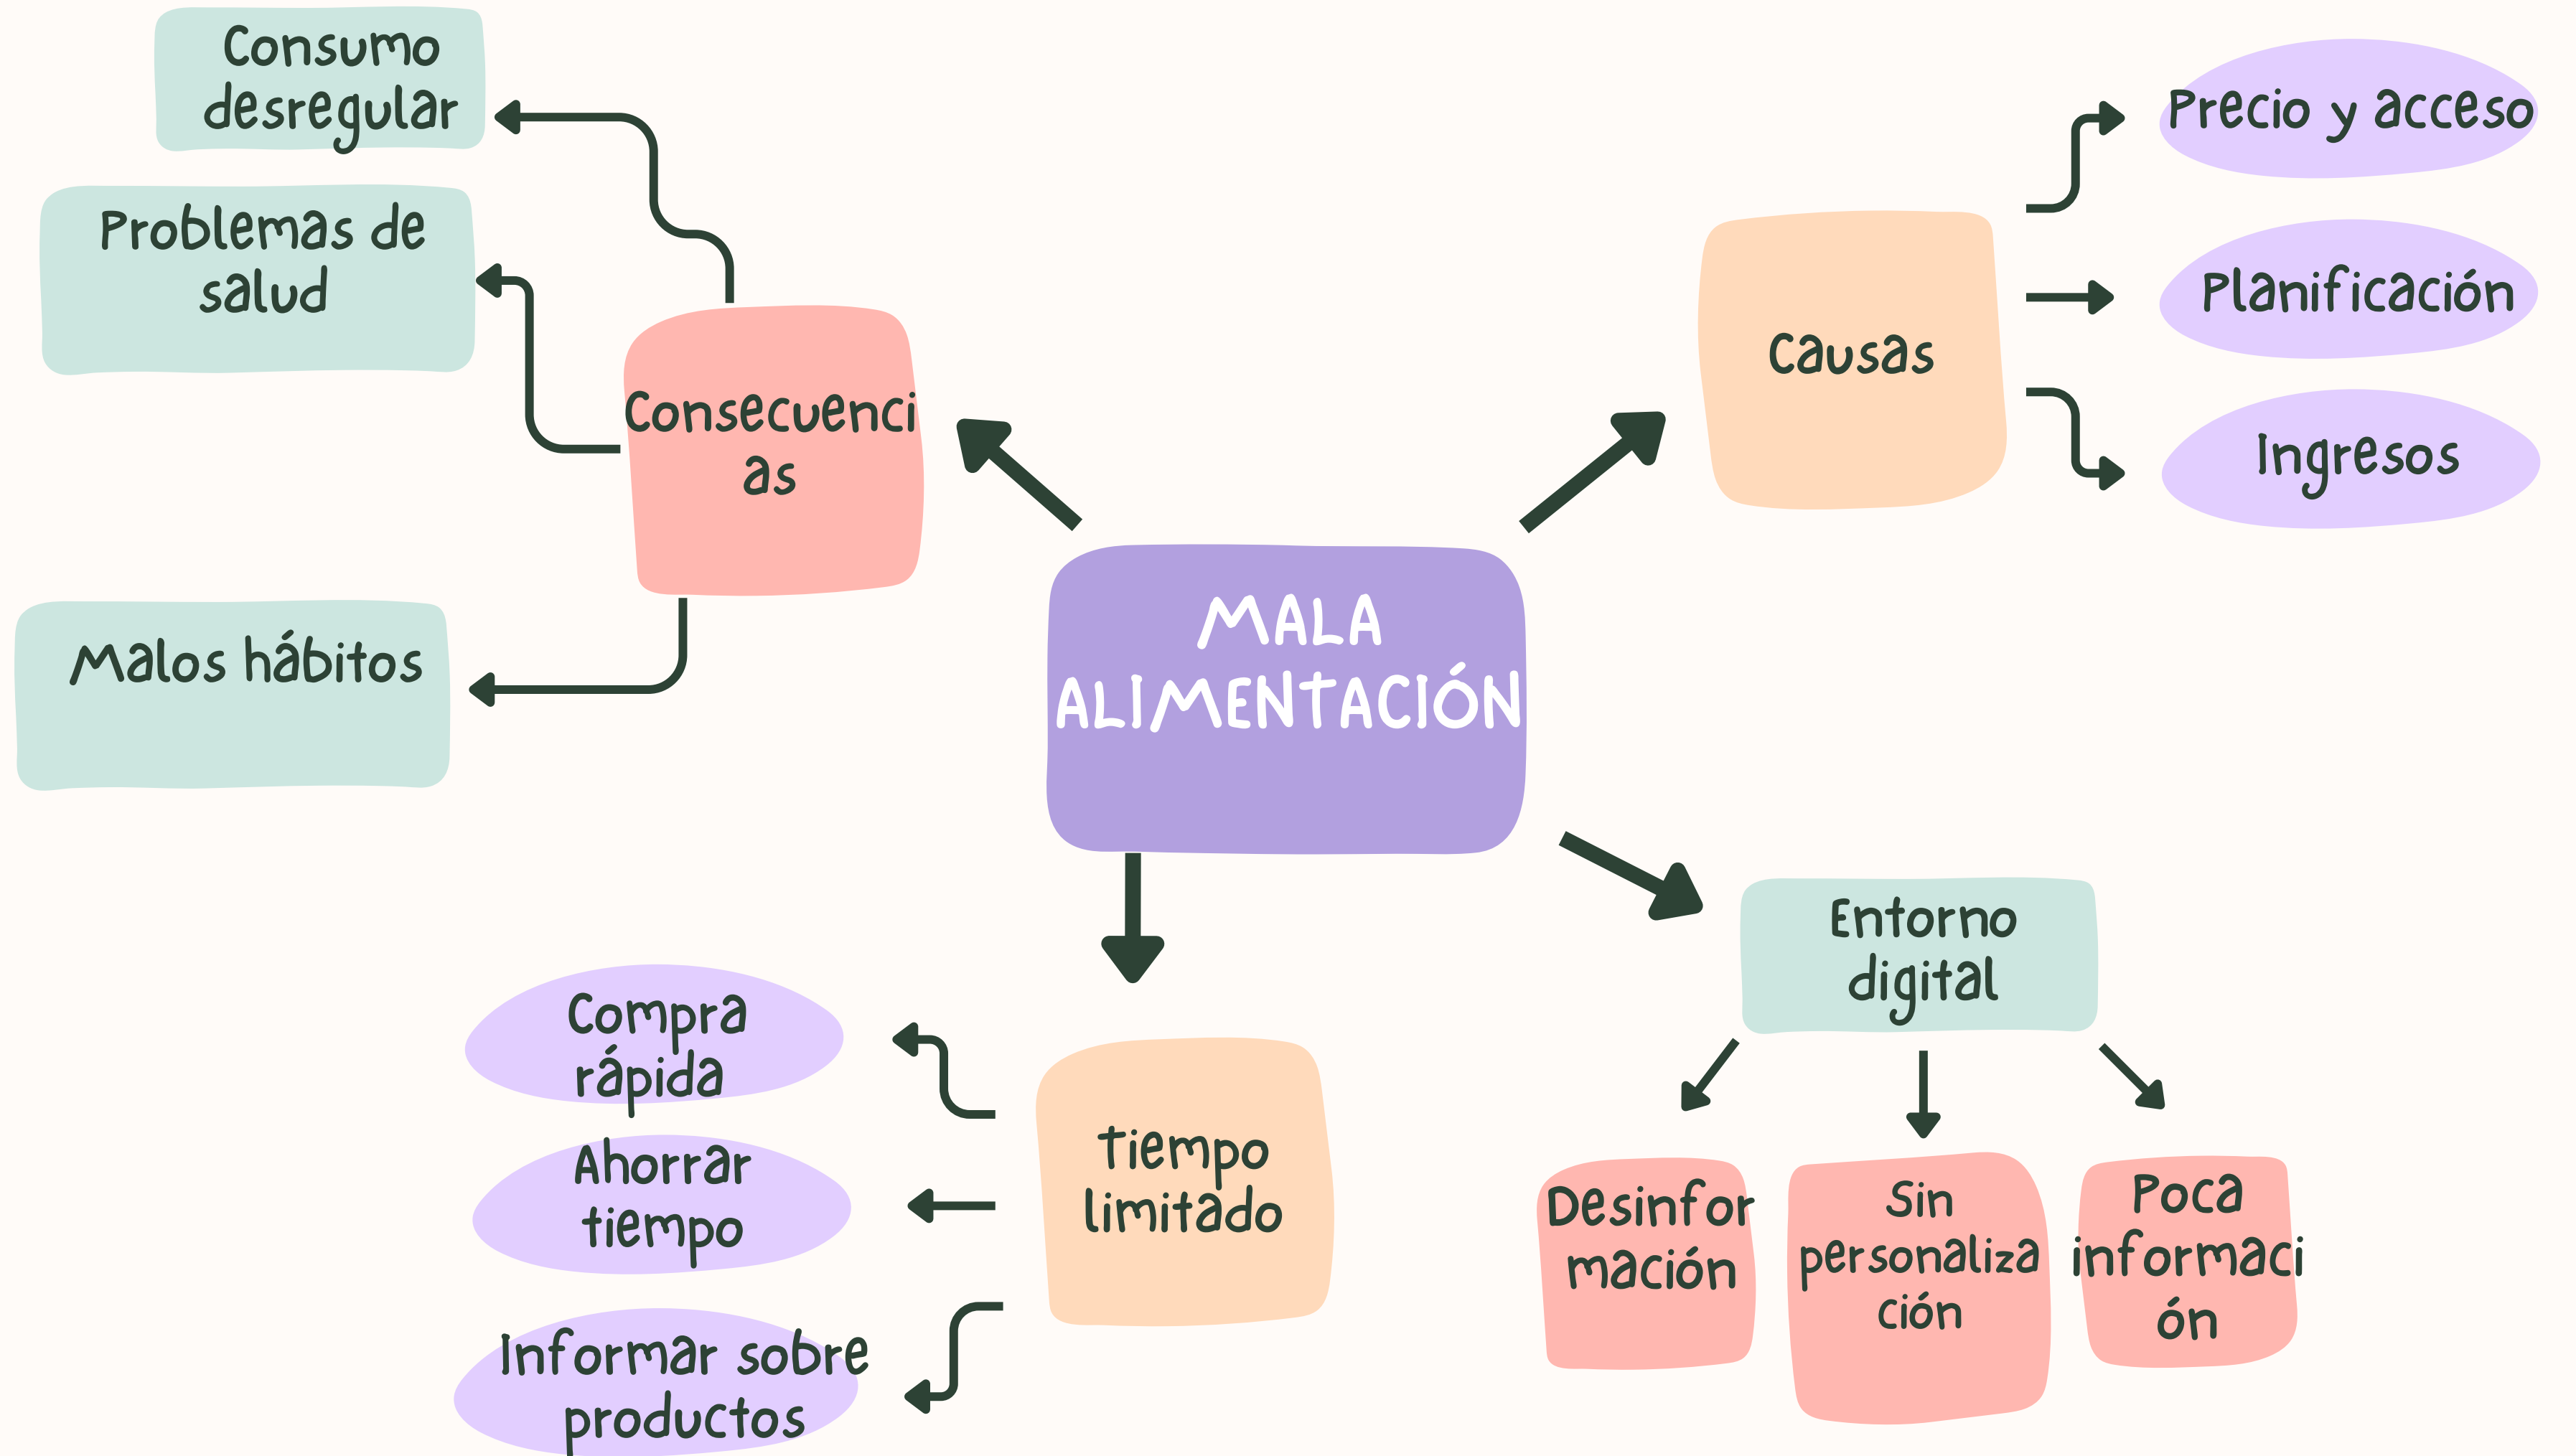 Consumo
desregular
Problemas de
salud
Consecuenci
as
Malos hábitos
MALA
ALIMENTACIÓN
Causas
Precio y acceso
Planificación
Ingresos
Compra
rápida
Ahorrar
tiempo
Informar sobre
productos
Tiempo
limitado
Entorno
digital
Desinfor
mación
Sin
personaliza
ción
Poca
informaci
ón